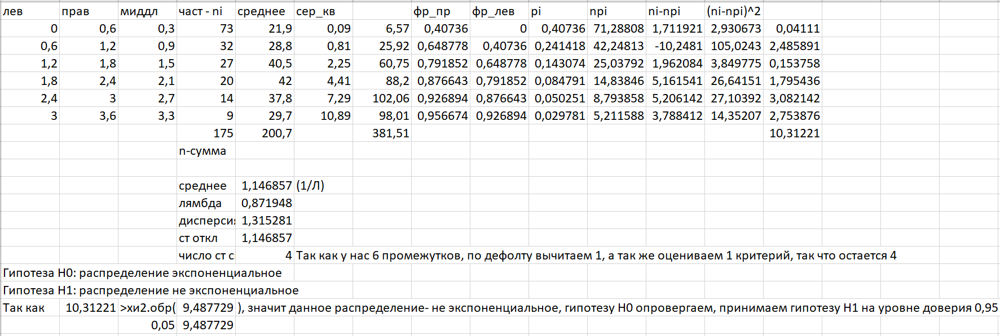 лев прав миддл част - ni среднее сер_кв фр_пр фр_лев pi npi ni-npi (ni-npi)^2
0 0,6 0,3 73 21,9 0,09 6,57 0,40736 0 0,40736 71,28808 1,711921 2,930673 0,04111
0,6 1,2 0,9 32 28,8 0,81 25,92 0,648778 0,40736 0,241418 42,24813 -10,2481 105,0243 2,485891
1,2 1,8 1,5 27 40,5 2,25 60,75 0,791852 0,648778 0,143074 25,03792 1,962084 3,849775 0,153758
1,8 2,4 2,1 20 42 4,41 88,2 0,876643 0,791852 0,084791 14,83846 5,161541 26,64151 1,795436
2,4 3 2,7 14 37,8 7,29 102,06 0,926894 0,876643 0,050251 8,793858 5,206142 27,10392 3,082142
3 3,6 3,3 9 29,7 10,89 98,01 0,956674 0,926894 0,029781 5,211588 3,788412 14,35207 2,753876
175 200,7 381,51 10,31221
n-сумма
среднее 1,146857 (1/Л)
лямбда 0,871948
дисперси 1,315281
ст откл 1,146857
число ст с 4 Так как у нас 6 промежутков, по дефолту вычитаем 1, а так же оцениваем 1 критерий, так что остается 4
Гипотеза H0: распределение экспоненциальное
Гипотеза H1: распределение не экспоненциальное
Так как 10,31221 >хи2.обр( 9,487729 ), значит данное распределение- не экспоненциальное, гипотезу H0 опровергаем, принимаем гипотезу H1 на уровне доверия 0,95
0,05 9,487729